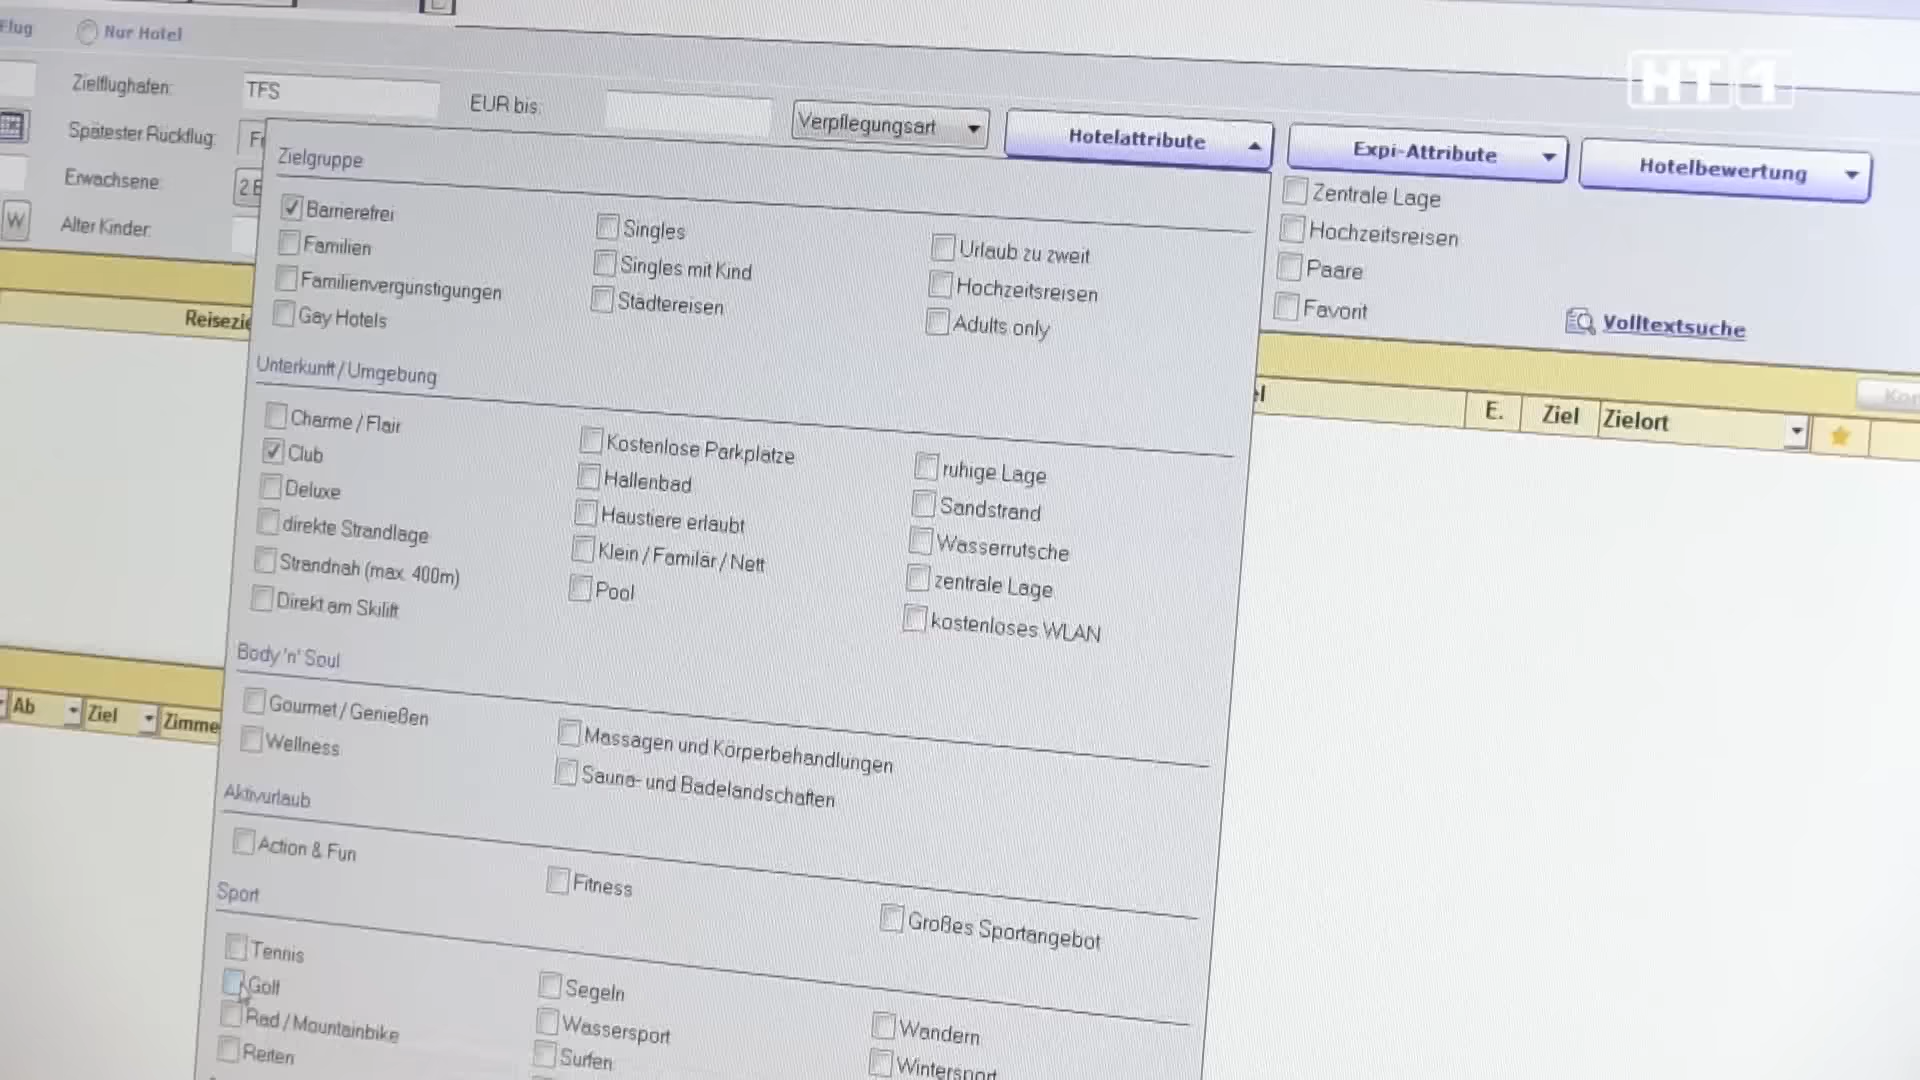 Flug Nur Hotel
HT 1
Zielflughafen: TFS EUR bis: Verpflegungsart Hotelattribute Expi-Attribute Hotelbewertung
Spätester Rückflug:
Erwachsene:
W Alter Kinder:
Zielgruppe
Barrierefrei Singles Urlaub zu zweit
Familien Singles mit Kind Hochzeitsreisen
Familienvergünstigungen Städtereisen Adults only
Gay Hotels
Zentrale Lage
Hochzeitsreisen
Paare
Favorit
Volltextsuche
Unterkunft / Umgebung
Charme / Flair Kostenlose Parkplätze ruhige Lage
Club Hallenbad Sandstrand
Deluxe Haustiere erlaubt Wasserrutsche
direkte Strandlage Klein / Familär / Nett zentrale Lage
Strandnah (max. 400m) Pool kostenloses WLAN
Direkt am Skilift
E. Ziel Zielort
Body 'n' Soul
Gourmet / Genießen Massagen und Körperbehandlungen
Wellness Sauna- und Badelandschaften
Ab Ziel Zimme
Aktivurlaub
Action & Fun Fitness Großes Sportangebot
Sport
Tennis Segeln Wandern
Golf Wassersport Wintersport
Rad / Mountainbike Surfen
Reiten